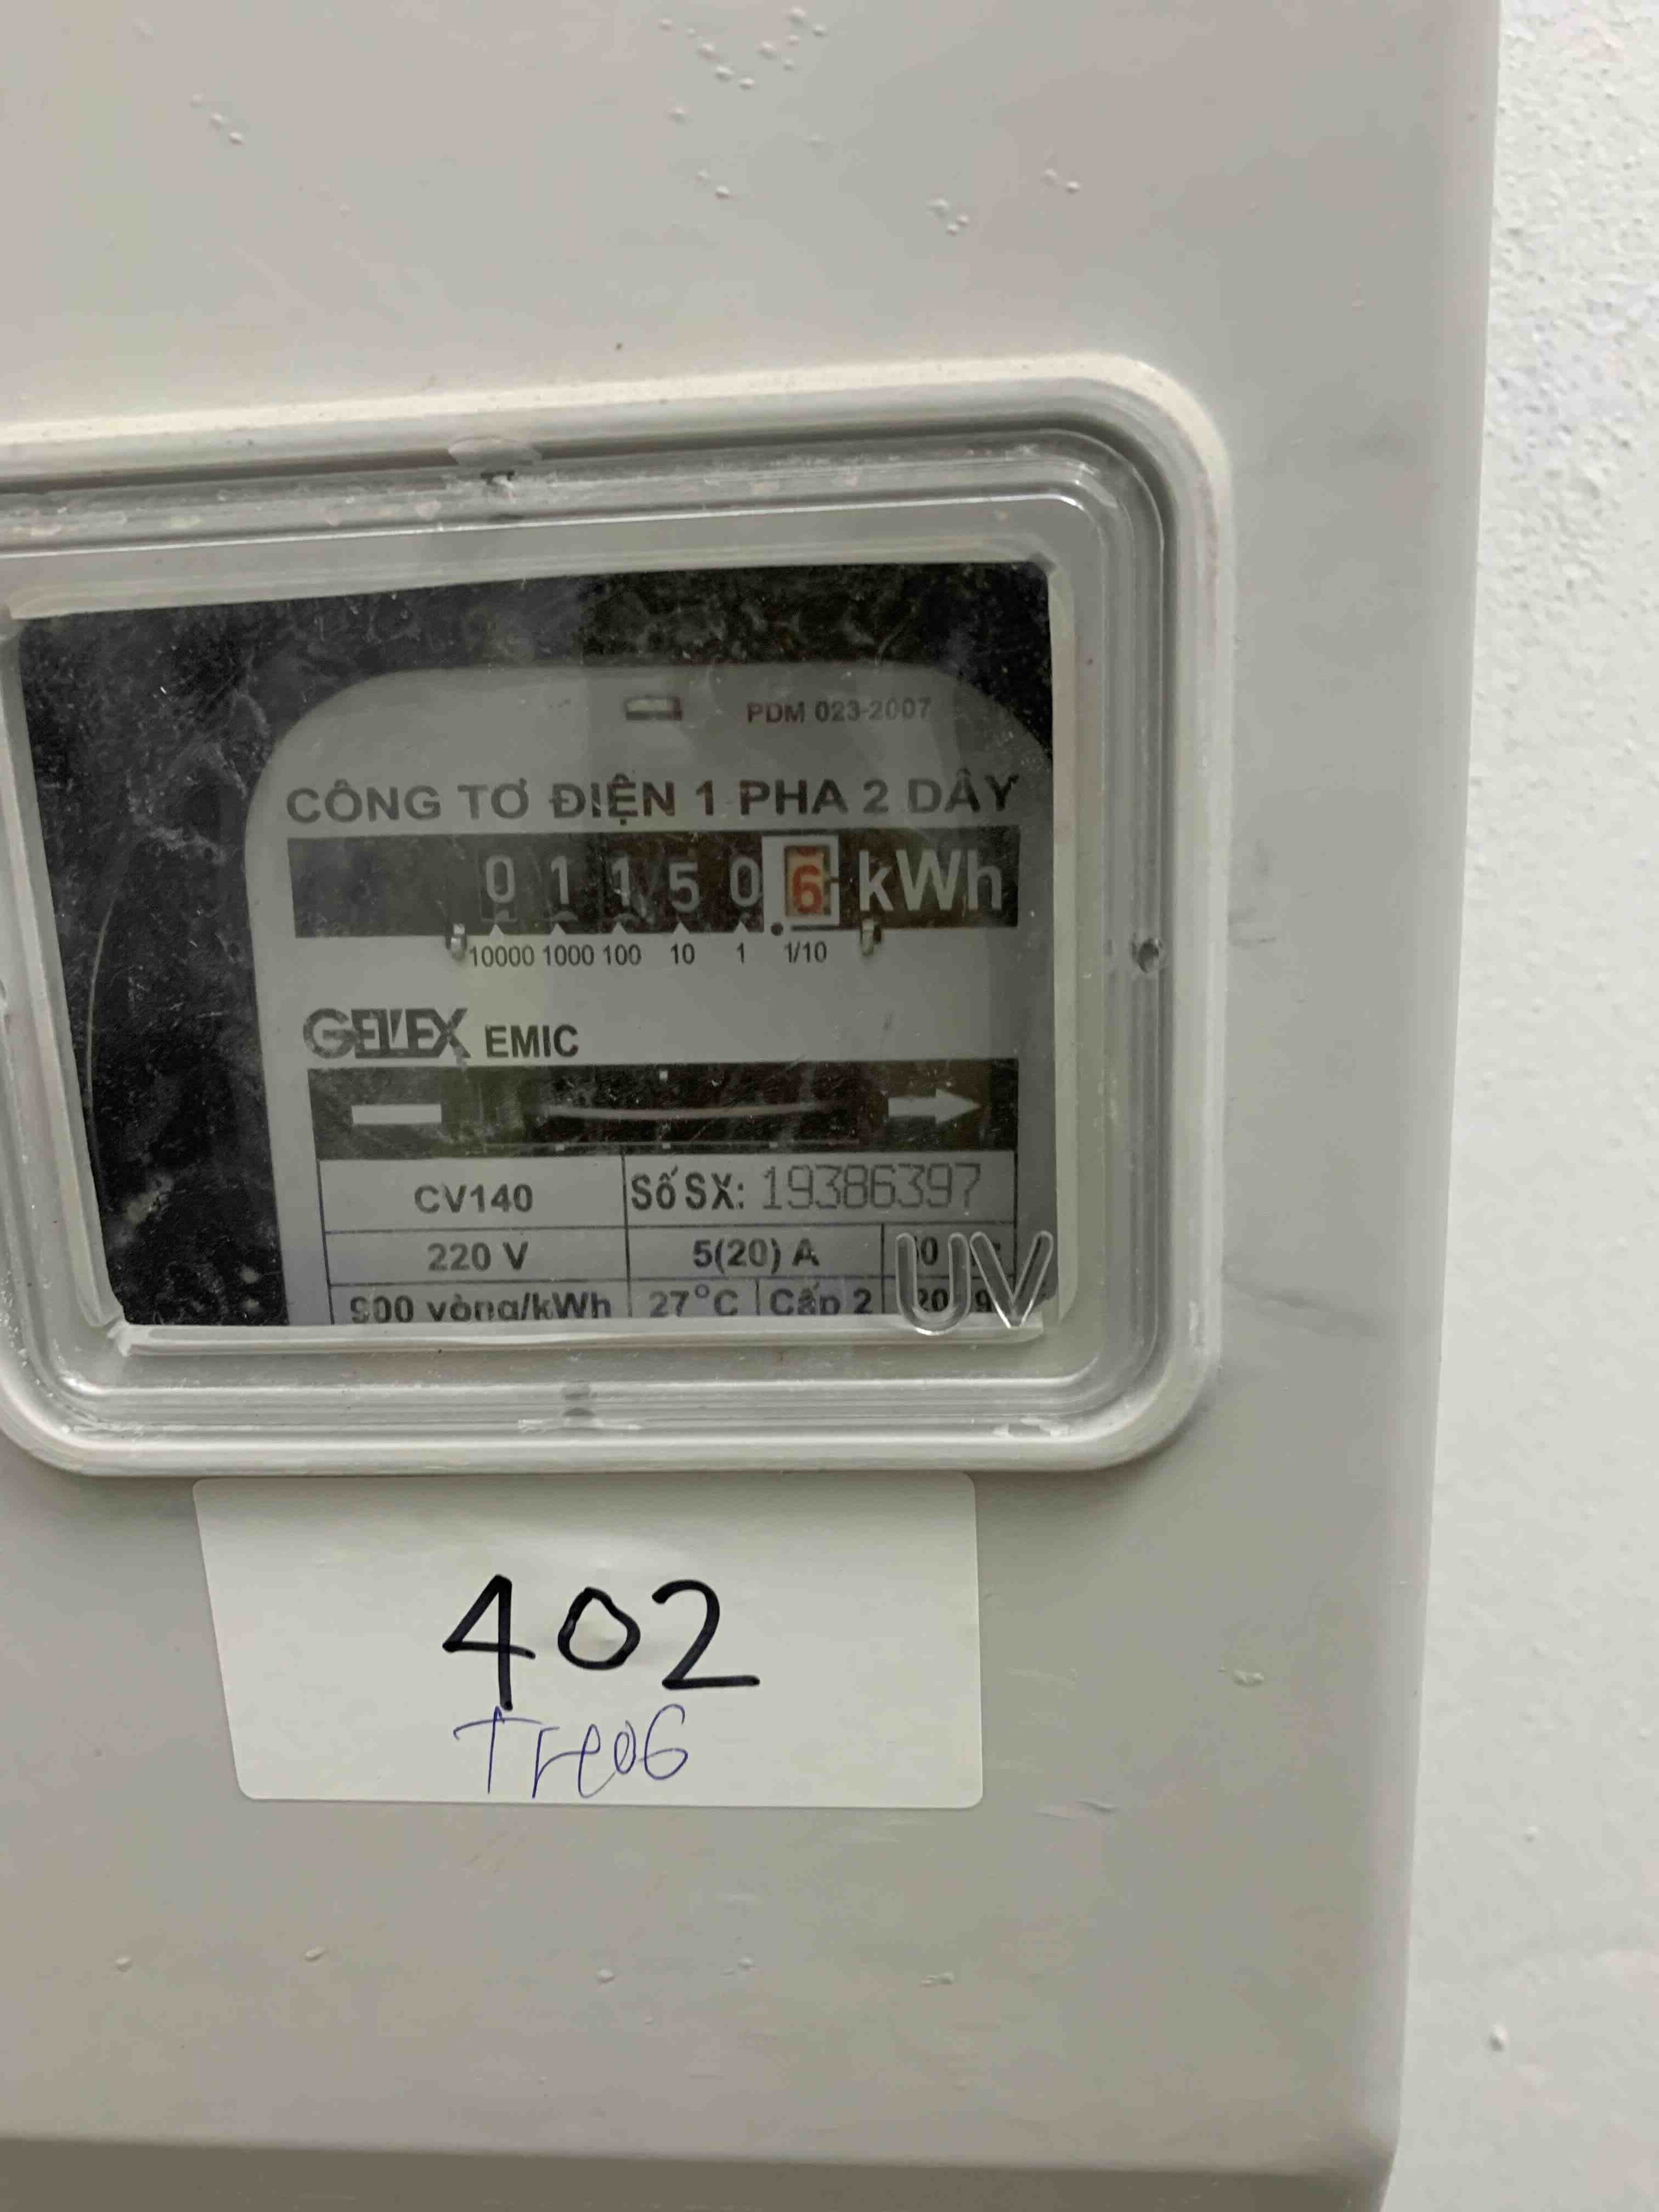 PDM 023-2007
CÔNG TƠ ĐIỆN 1 PHA 2 DÂY
0 1 1 5 0 6 kWh
10000 1000 100 10 1 1/10
GELEX EMIC
CV140 Số SX: 19386397
220 V 5(20) A
900 vòng/kWh 27°C Cấp 2
UV
402